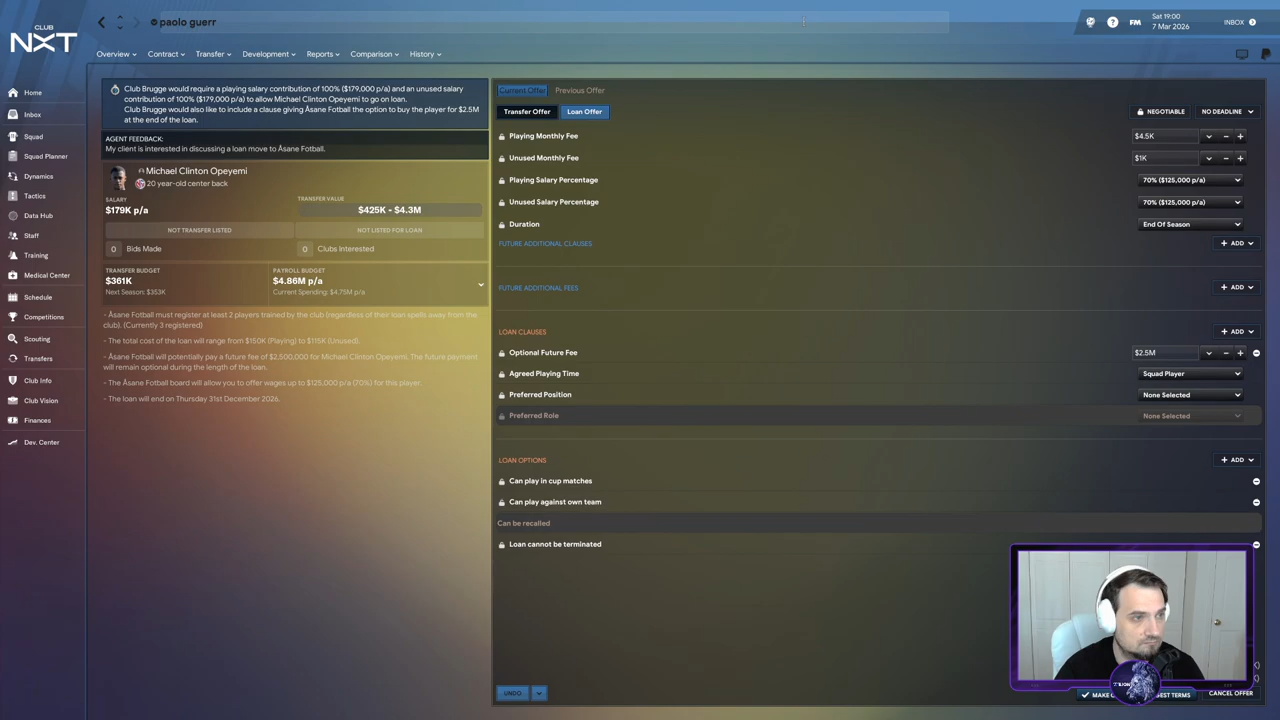 CLUB
NXT
paolo guerr
FM
Sat 19:00
7 Mar 2026
INBOX
Overview
Contract
Transfer
Development
Reports
Comparison
History
Home
Inbox
Squad
Squad Planner
Dynamics
Tactics
Data Hub
Staff
Training
Medical Center
Schedule
Competitions
Scouting
Transfers
Club Info
Club Vision
Finances
Dev. Center
Club Brugge would require a playing salary contribution of 100% ($179,000 p/a) and an unused salary
contribution of 100% ($179,000 p/a) to allow Michael Clinton Opeyemi to go on loan.
Club Brugge would also like to include a clause giving Åsane Fotball the option to buy the player for $2.5M
at the end of the loan.
AGENT FEEDBACK:
My client is interested in discussing a loan move to Åsane Fotball.
Michael Clinton Opeyemi
20 year-old center back
SALARY
$179K p/a
TRANSFER VALUE
$425K - $4.3M
NOT TRANSFER LISTED
NOT LISTED FOR LOAN
0 Bids Made
0 Clubs Interested
TRANSFER BUDGET
$361K
Next Season: $353K
PAYROLL BUDGET
$4.86M p/a
Current Spending: $4.75M p/a
- Åsane Fotball must register at least 2 players trained by the club (regardless of their loan spells away from the
club). (Currently 3 registered)
- The total cost of the loan will range from $150K (Playing) to $115K (Unused).
- Åsane Fotball will potentially pay a future fee of $2,500,000 for Michael Clinton Opeyemi. The future payment
will remain optional during the length of the loan.
- The Åsane Fotball board will allow you to offer wages up to $125,000 p/a (70%) for this player.
- The loan will end on Thursday 31st December 2026.
Current Offer
Previous Offer
Transfer Offer
Loan Offer
NEGOTIABLE
NO DEADLINE
Playing Monthly Fee
$4.5K
Unused Monthly Fee
$1K
Playing Salary Percentage
70% ($125,000 p/a)
Unused Salary Percentage
70% ($125,000 p/a)
Duration
End Of Season
FUTURE ADDITIONAL CLAUSES
ADD
FUTURE ADDITIONAL FEES
ADD
LOAN CLAUSES
ADD
Optional Future Fee
$2.5M
Agreed Playing Time
Squad Player
Preferred Position
None Selected
Preferred Role
None Selected
LOAN OPTIONS
ADD
Can play in cup matches
Can play against own team
Can be recalled
Loan cannot be terminated
UNDO
MAKE
TERMS
CANCEL OFFER